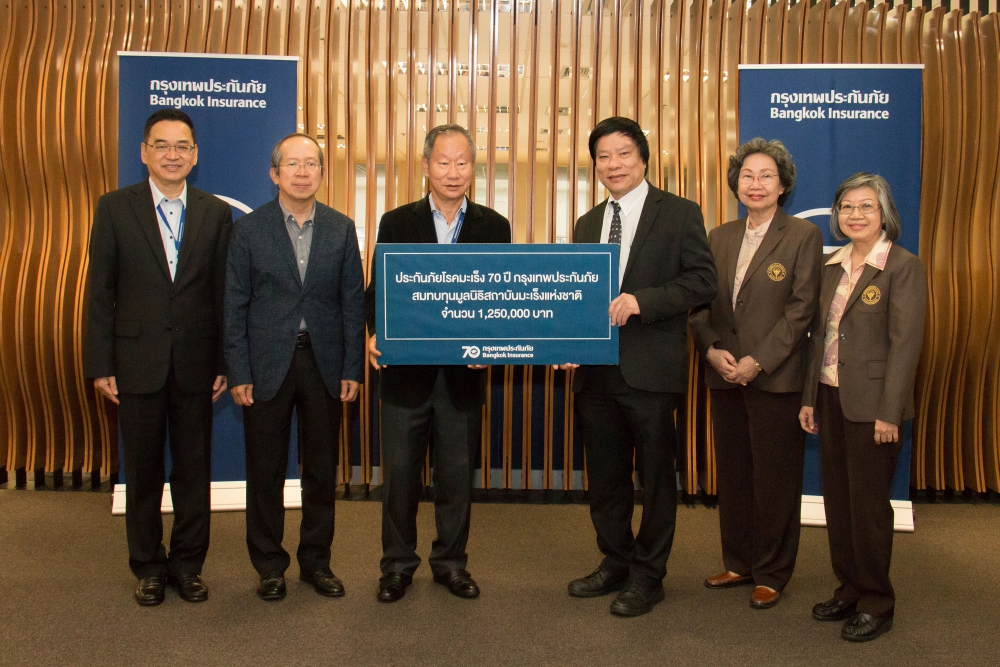 กรุงเทพประกันภัย
Bangkok Insurance
กรุงเทพประกันภัย
Bangkok Insurance
ประกันภัยโรคมะเร็ง 70 ปี กรุงเทพประกันภัย
สมทบทุนมูลนิธิสถาบันมะเร็งแห่งชาติ
จำนวน 1,250,000 บาท
70 กรุงเทพประกันภัย
Bangkok Insurance